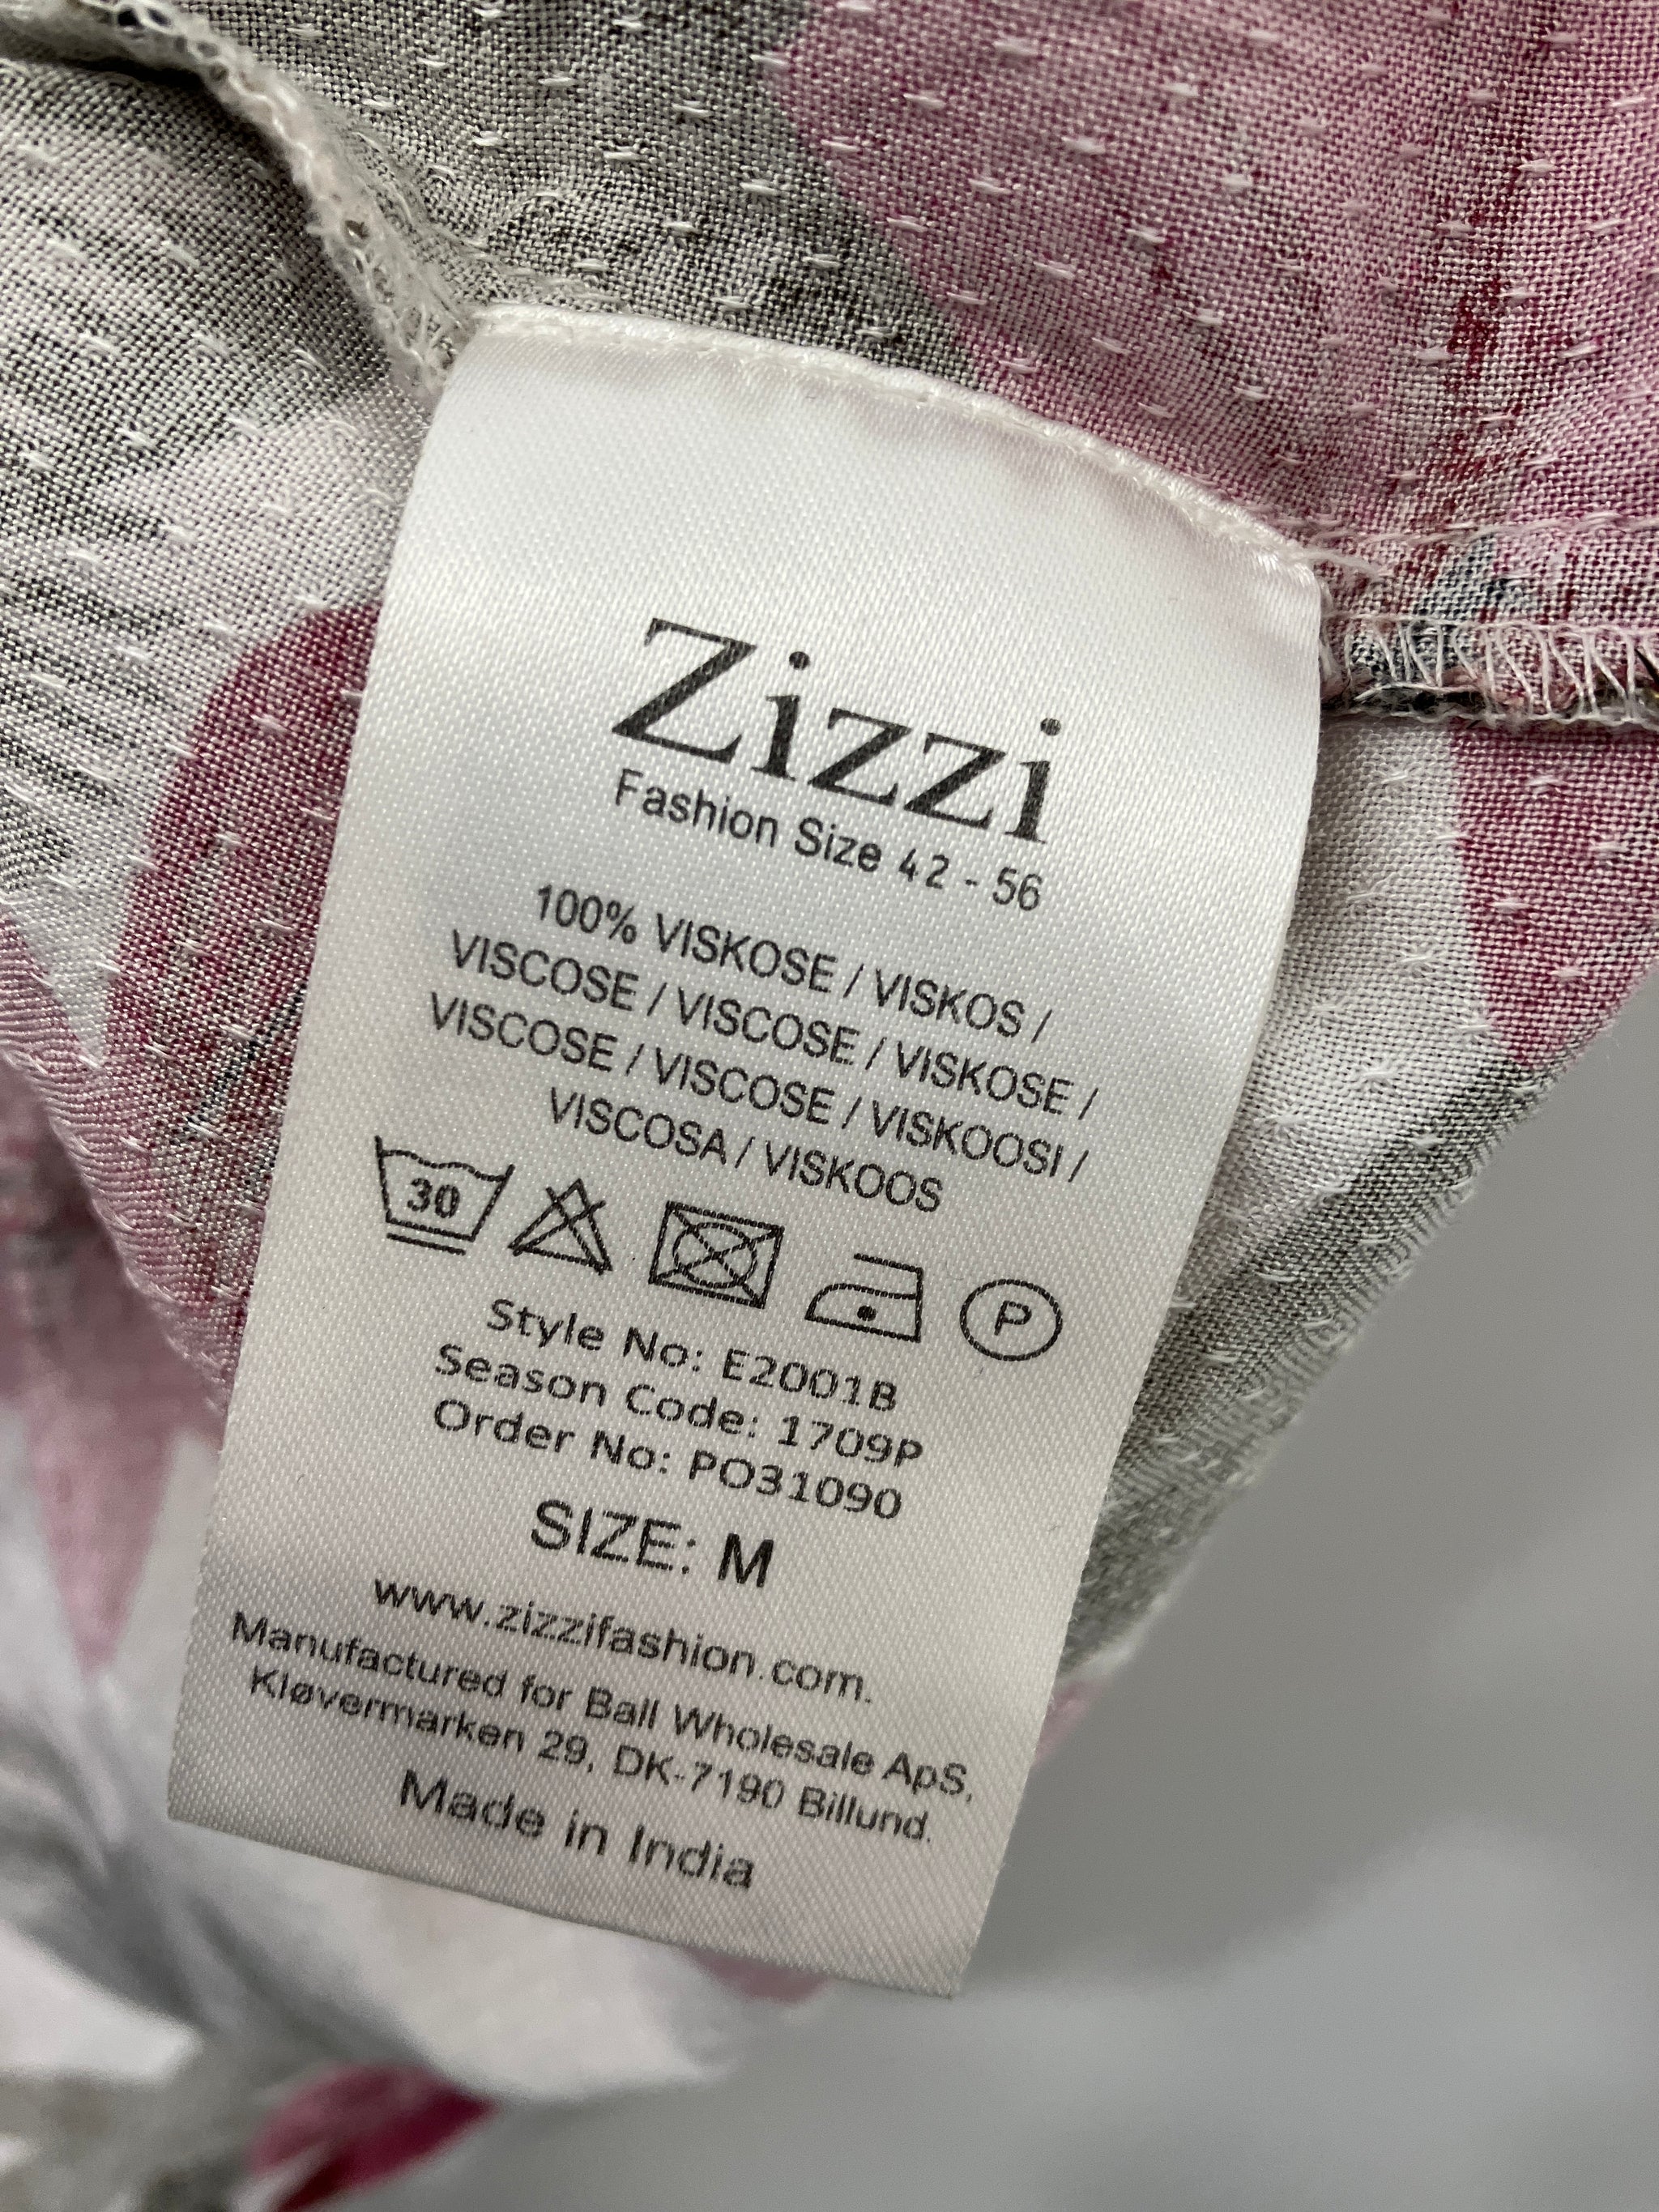 Zizzi
Fashion Size 42 - 56
100% VISKOSE / VISKOS /
VISCOSE / VISCOSE / VISKOSE /
VISCOSE / VISCOSE / VISKOOSI /
VISCOSA / VISKOOS
30
P
Style No: E2001B
Season Code: 1709P
Order No: PO31090
SIZE: M
www.zizzifashion.com.
Manufactured for Ball Wholesale ApS,
Kløvermarken 29, DK-7190 Billund.
Made in India